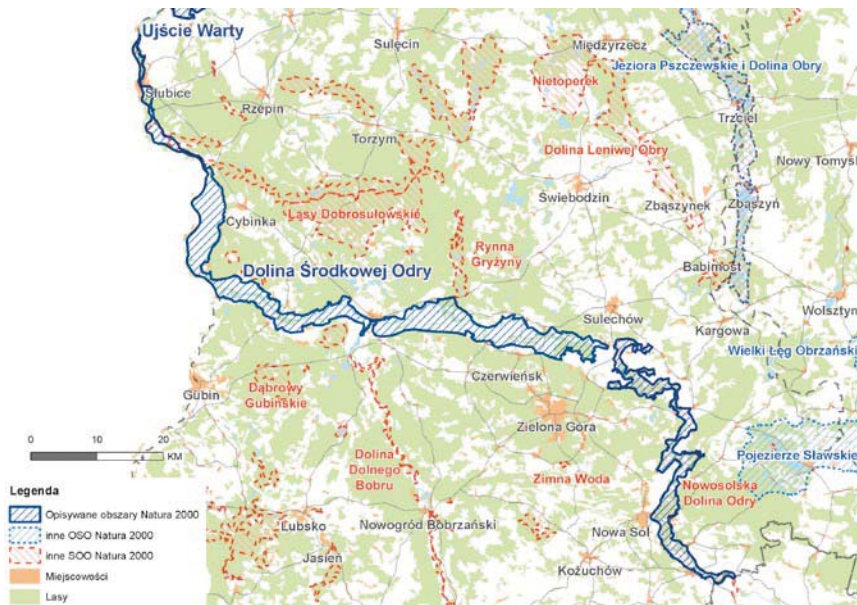 Ujście Warty
Sulęcin
Międzyrzecz
Jeziora Pszczewskie i Dolina Obry
Nietoperek
Słubice
Rzepin
Trzciel
Torzym
Dolina Leniwej Obry
Nowy Tomyśl
Świebodzin
Zbąszynek
Zbąszyń
Cybinka
Lasy Dobrosułowskie
Rynna
Gryżyny
Babimost
Dolina Środkowej Odry
Sulechów
Wolsztyn
Kargowa
Wielki Łęg Obrzański
Czerwieńsk
Gubin
Dąbrowy
Gubińskie
Zielona Góra
0 10 20
KM
Dolina
Dolnego
Bobru
Pojezierze Sławskie
Zimna Woda
Nowosolska
Dolina Odry
Legenda
Opisywane obszary Natura 2000
inne OSO Natura 2000
inne SOO Natura 2000
Miejscowości
Lasy
Lubsko
Nowogród Bobrzański
Nowa Sól
Jasień
Kożuchów